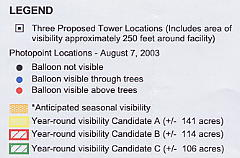 LEGEND
Three Proposed Tower Locations (Includes area of
visibility approximately 250 feet around facility)
Photopoint Locations - August 7, 2003
Balloon not visible
Balloon visible through trees
Balloon visible above trees
*Anticipated seasonal visibility
Year-round visibility Candidate A (+/- 141 acres)
Year-round visibility Candidate B (+/- 114 acres)
Year-round visibility Candidate C (+/- 106 acres)